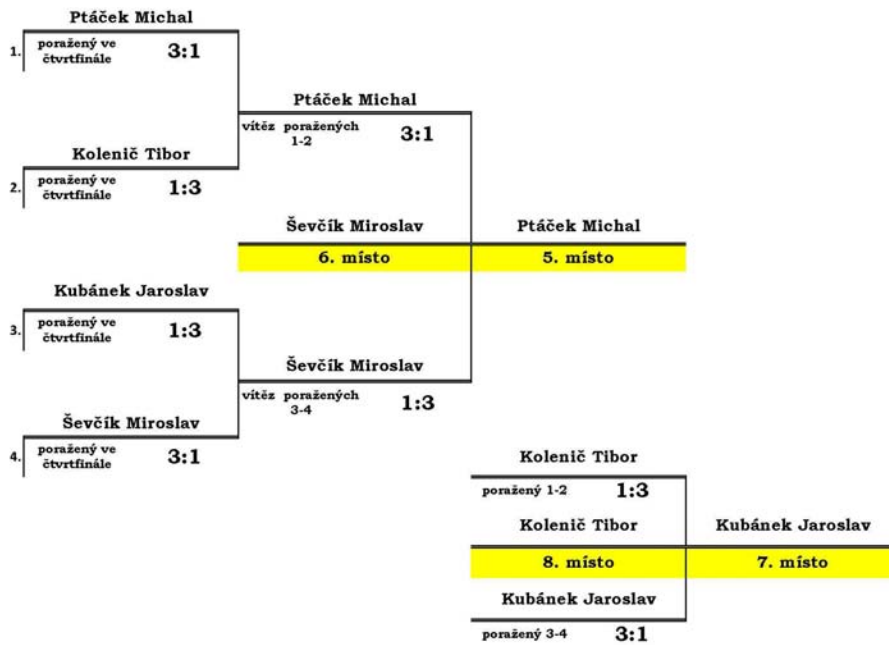 Ptáček Michal
1. poražený ve
čtvrtfinále 3:1
Ptáček Michal
vítěz poražených
1-2 3:1
Kolenič Tibor
2. poražený ve
čtvrtfinále 1:3
Ševčík Miroslav Ptáček Michal
6. místo 5. místo
Kubánek Jaroslav
3. poražený ve
čtvrtfinále 1:3
Ševčík Miroslav
vítěz poražených
3-4 1:3
Ševčík Miroslav
4. poražený ve
čtvrtfinále 3:1
Kolenič Tibor
poražený 1-2 1:3
Kolenič Tibor Kubánek Jaroslav
8. místo 7. místo
Kubánek Jaroslav
poražený 3-4 3:1